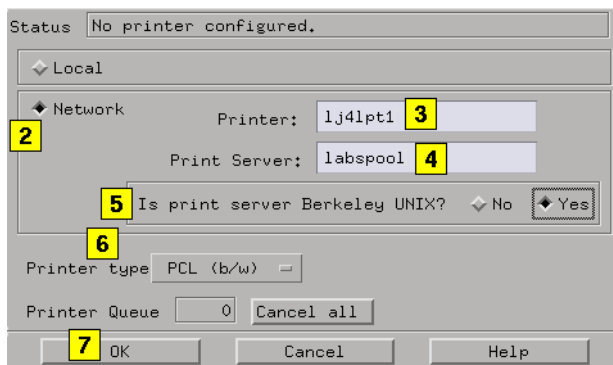 Status No printer configured.
Local
Network
2
Printer: lj4lpt1 3
Print Server: labspool 4
5 Is print server Berkeley UNIX? No Yes
6
Printer type PCL (b/w)
Printer Queue 0 Cancel all
7 OK Cancel Help